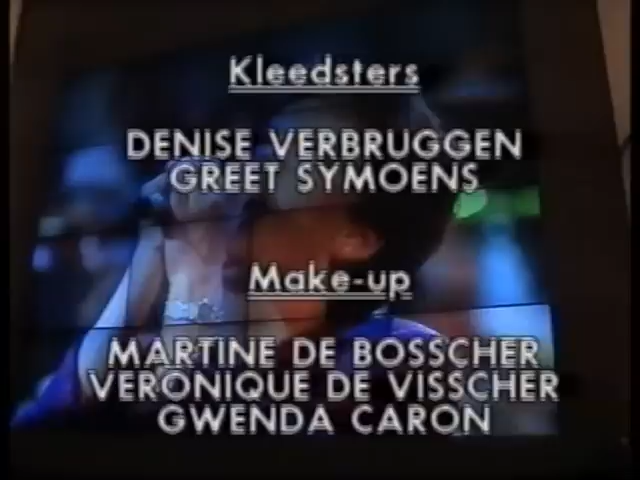 Kleedsters
DENISE VERBRUGGEN
GREET SYMOENS
Make-up
MARTINE DE BOSSCHER
VERONIQUE DE VISSCHER
GWENDA CARON